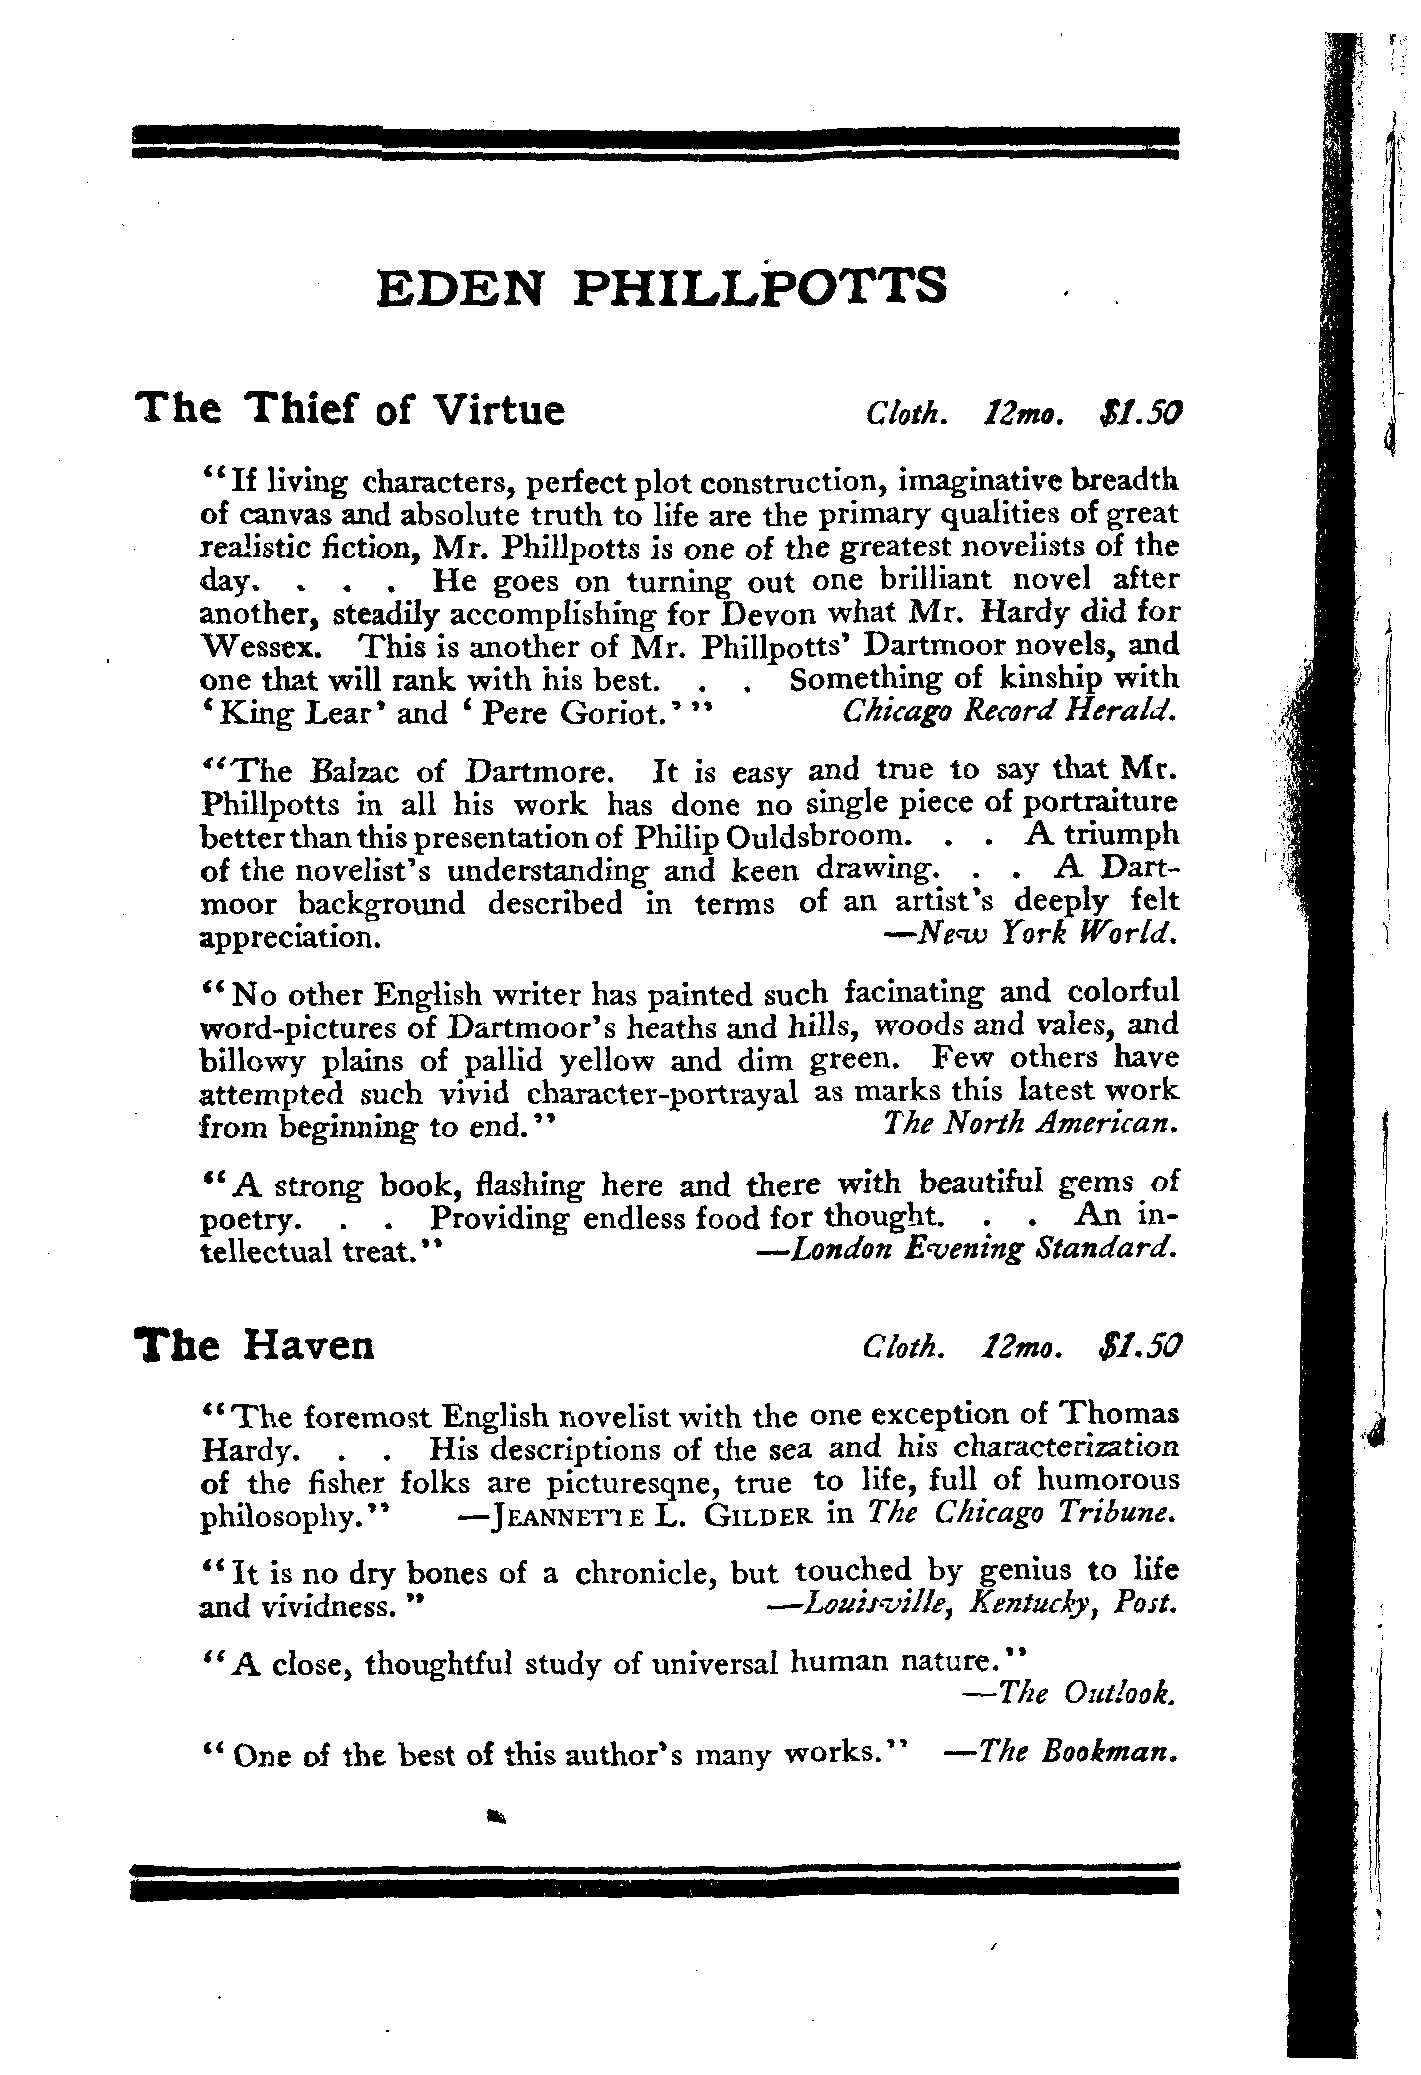 EDEN PHILLPOTTS
The Thief of Virtue Cloth. 12mo. $1.50
"If living characters, perfect plot construction, imaginative breadth
of canvas and absolute truth to life are the primary qualities of great
realistic fiction, Mr. Phillpotts is one of the greatest novelists of the
day. . . . He goes on turning out one brilliant novel after
another, steadily accomplishing for Devon what Mr. Hardy did for
Wessex. This is another of Mr. Phillpotts' Dartmoor novels, and
one that will rank with his best. . . Something of kinship with
'King Lear' and 'Pere Goriot.'" Chicago Record Herald.
"The Balzac of Dartmore. It is easy and true to say that Mr.
Phillpotts in all his work has done no single piece of portraiture
better than this presentation of Philip Ouldsbroom. . . A triumph
of the novelist's understanding and keen drawing. . . A Dart-
moor background described in terms of an artist's deeply felt
appreciation. —New York World.
"No other English writer has painted such facinating and colorful
word-pictures of Dartmoor's heaths and hills, woods and vales, and
billowy plains of pallid yellow and dim green. Few others have
attempted such vivid character-portrayal as marks this latest work
from beginning to end." The North American.
"A strong book, flashing here and there with beautiful gems of
poetry. . . Providing endless food for thought. . . An in-
tellectual treat." —London Evening Standard.
The Haven Cloth. 12mo. $1.50
"The foremost English novelist with the one exception of Thomas
Hardy. . . His descriptions of the sea and his characterization
of the fisher folks are picturesqne, true to life, full of humorous
philosophy." —JEANNETTE L. GILDER in The Chicago Tribune.
"It is no dry bones of a chronicle, but touched by genius to life
and vividness." —Louisville, Kentucky, Post.
"A close, thoughtful study of universal human nature."
—The Outlook.
"One of the best of this author's many works." —The Bookman.